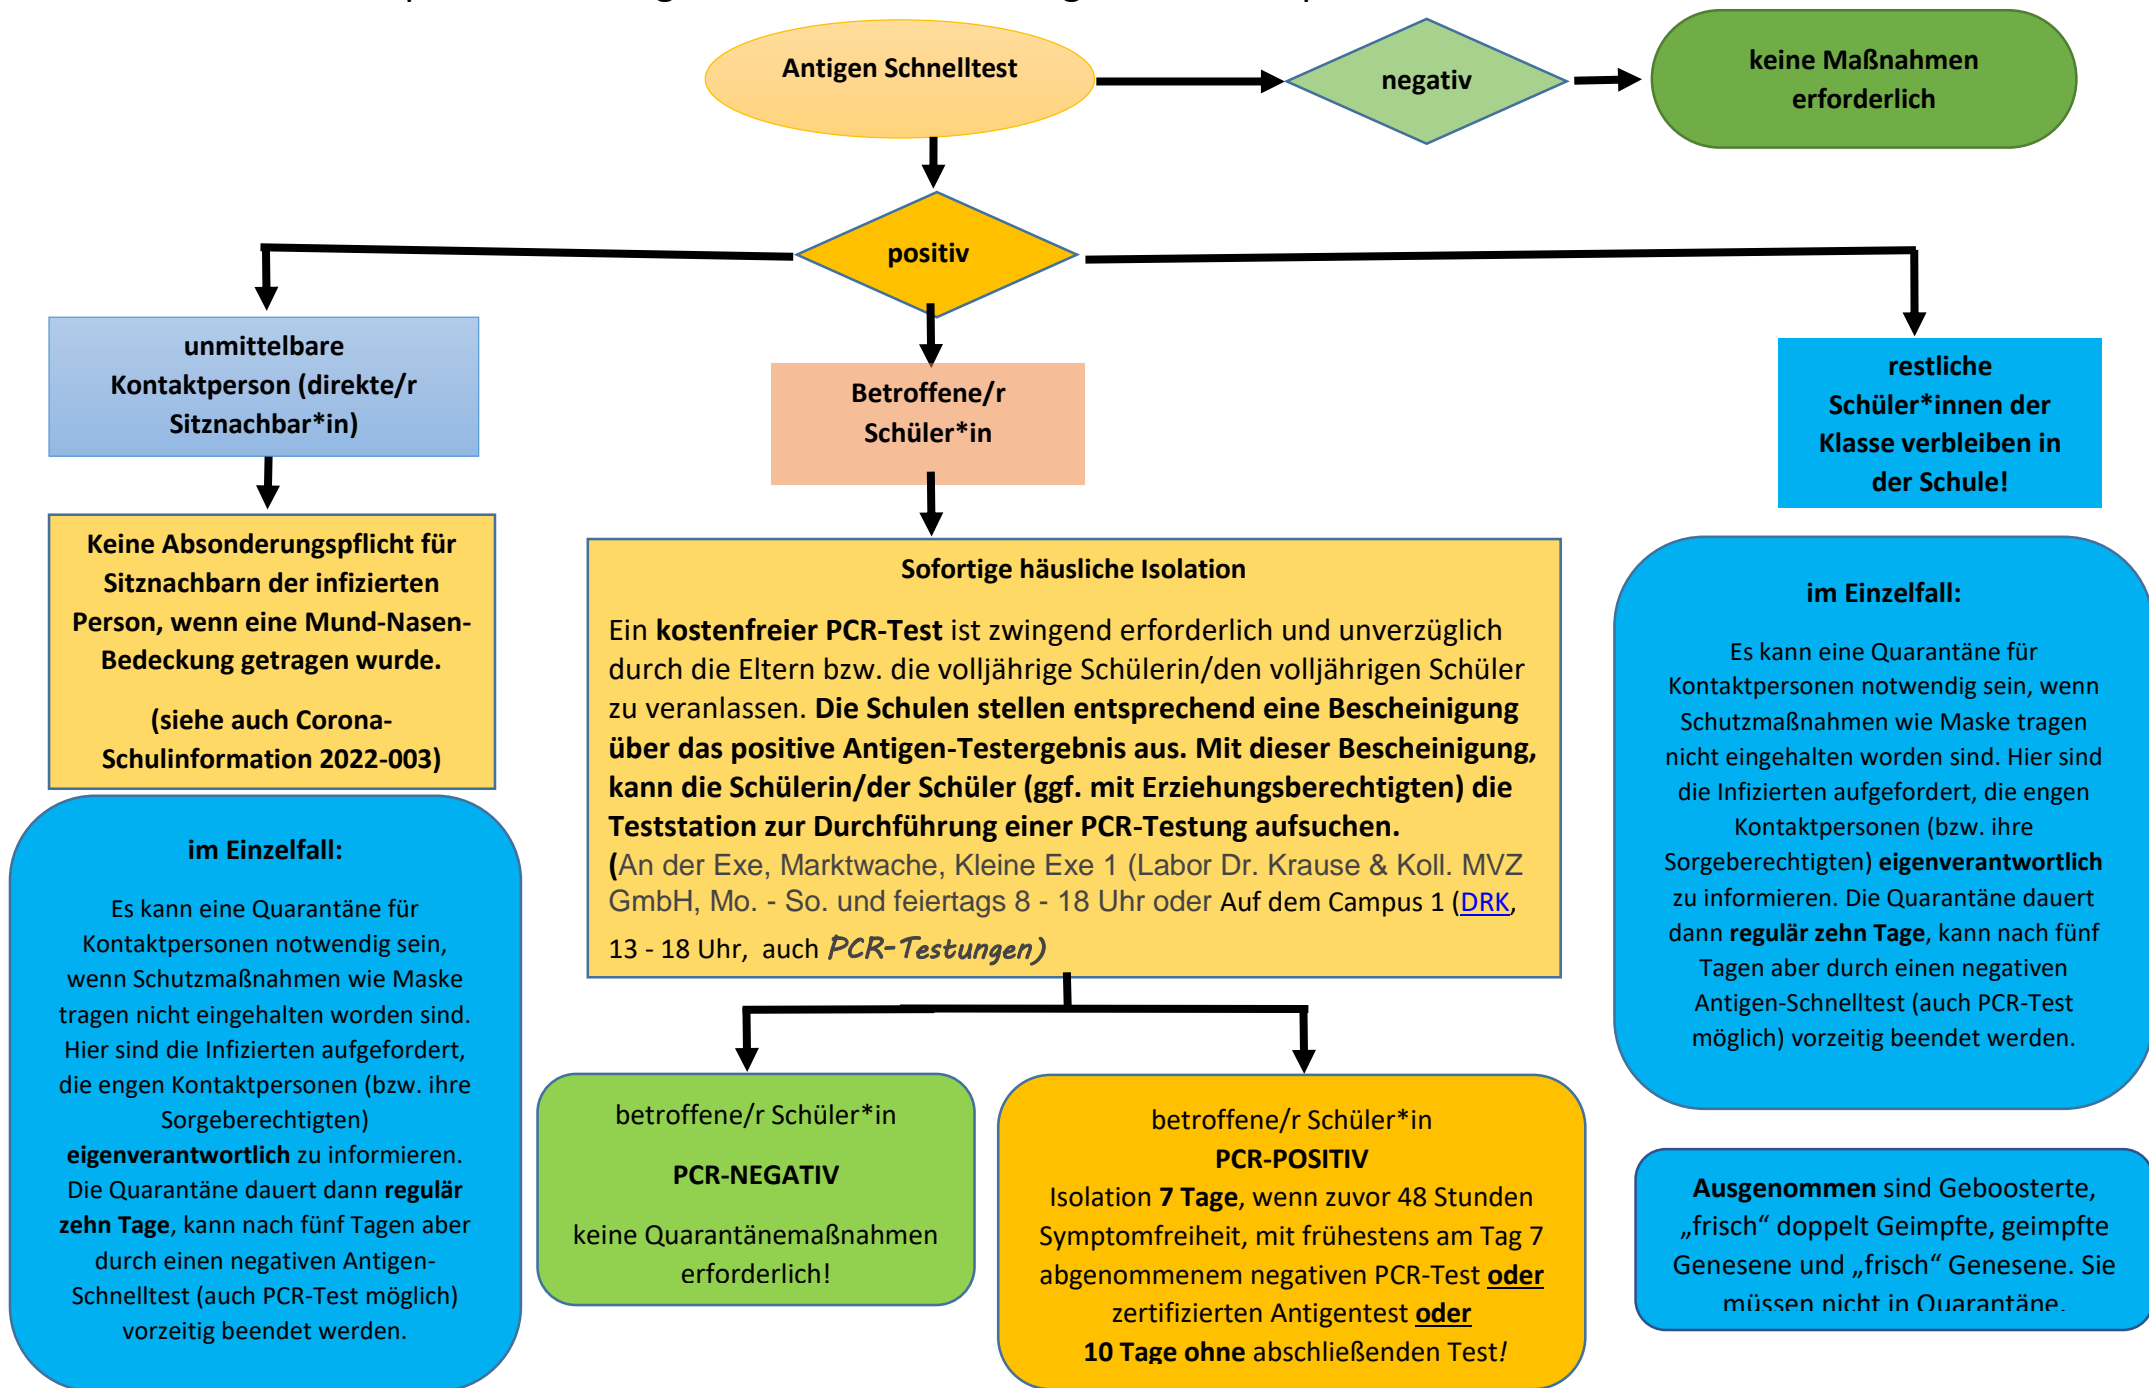 Antigen Schnelltest
negativ
keine Maßnahmen
erforderlich
positiv
unmittelbare
Kontaktperson (direkte/r
Sitznachbar*in)
Betroffene/r
Schüler*in
restliche
Schüler*innen der
Klasse verbleiben in
der Schule!
Keine Absonderungspflicht für
Sitznachbarn der infizierten
Person, wenn eine Mund-Nasen-
Bedeckung getragen wurde.
(siehe auch Corona-
Schulinformation 2022-003)
im Einzelfall:
Es kann eine Quarantäne für
Kontaktpersonen notwendig sein,
wenn Schutzmaßnahmen wie Maske
tragen nicht eingehalten worden sind.
Hier sind die Infizierten aufgefordert,
die engen Kontaktpersonen (bzw. ihre
Sorgeberechtigten)
eigenverantwortlich zu informieren.
Die Quarantäne dauert dann regulär
zehn Tage, kann nach fünf Tagen aber
durch einen negativen Antigen-
Schnelltest (auch PCR-Test möglich)
vorzeitig beendet werden.
Sofortige häusliche Isolation
Ein kostenfreier PCR-Test ist zwingend erforderlich und unverzüglich
durch die Eltern bzw. die volljährige Schülerin/den volljährigen Schüler
zu veranlassen. Die Schulen stellen entsprechend eine Bescheinigung
über das positive Antigen-Testergebnis aus. Mit dieser Bescheinigung,
kann die Schülerin/der Schüler (ggf. mit Erziehungsberechtigten) die
Teststation zur Durchführung einer PCR-Testung aufsuchen.
(An der Exe, Marktwache, Kleine Exe 1 (Labor Dr. Krause & Koll. MVZ
GmbH, Mo. - So. und feiertags 8 - 18 Uhr oder Auf dem Campus 1 (DRK,
13 - 18 Uhr, auch PCR-Testungen)
betroffene/r Schüler*in
PCR-NEGATIV
keine Quarantänemaßnahmen
erforderlich!
betroffene/r Schüler*in
PCR-POSITIV
Isolation 7 Tage, wenn zuvor 48 Stunden
Symptomfreiheit, mit frühestens am Tag 7
abgenommenem negativen PCR-Test oder
zertifizierten Antigentest oder
10 Tage ohne abschließenden Test!
im Einzelfall:
Es kann eine Quarantäne für
Kontaktpersonen notwendig sein, wenn
Schutzmaßnahmen wie Maske tragen
nicht eingehalten worden sind. Hier sind
die Infizierten aufgefordert, die engen
Kontaktpersonen (bzw. ihre
Sorgeberechtigten) eigenverantwortlich
zu informieren. Die Quarantäne dauert
dann regulär zehn Tage, kann nach fünf
Tagen aber durch einen negativen
Antigen-Schnelltest (auch PCR-Test
möglich) vorzeitig beendet werden.
Ausgenommen sind Geboosterte,
„frisch“ doppelt Geimpfte, geimpfte
Genesene und „frisch“ Genesene. Sie
müssen nicht in Quarantäne.